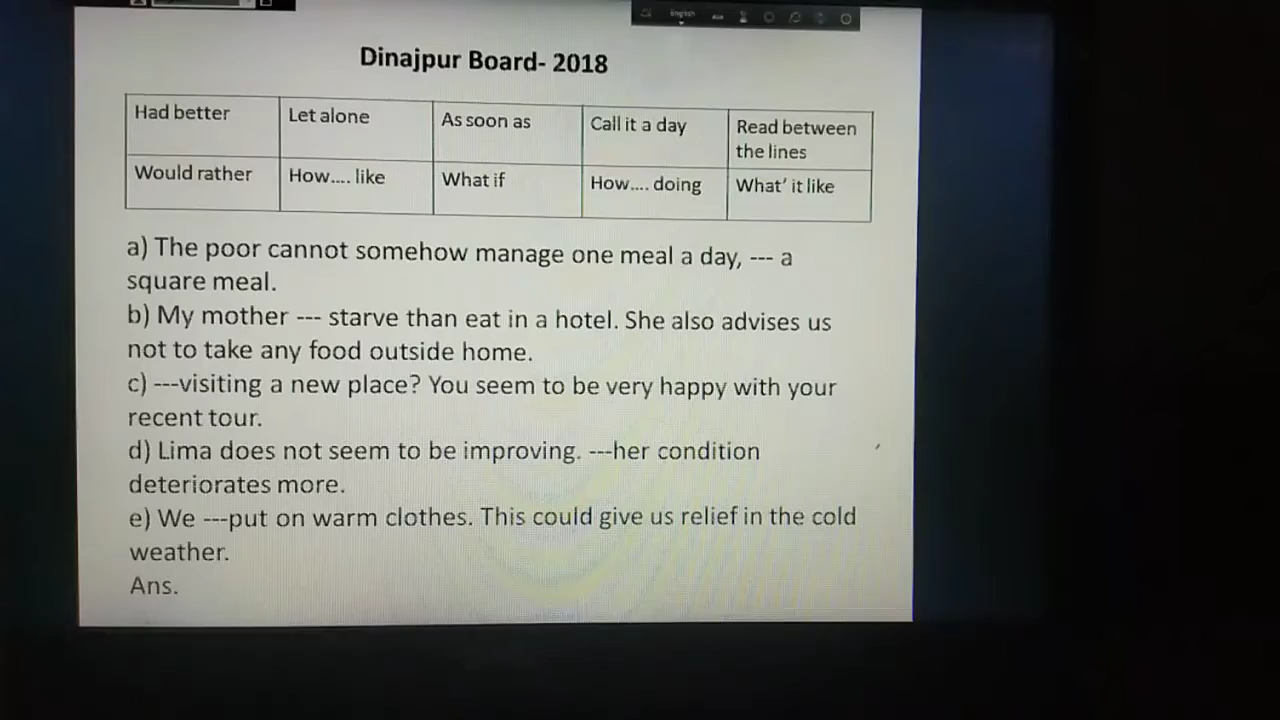 English
Dinajpur Board- 2018
Had better
Let alone
As soon as
Call it a day
Read between
the lines
Would rather
How.... like
What if
How.... doing
What' it like
a) The poor cannot somehow manage one meal a day, --- a
square meal.
b) My mother --- starve than eat in a hotel. She also advises us
not to take any food outside home.
c) ---visiting a new place? You seem to be very happy with your
recent tour.
d) Lima does not seem to be improving. ---her condition
deteriorates more.
e) We ---put on warm clothes. This could give us relief in the cold
weather.
Ans.